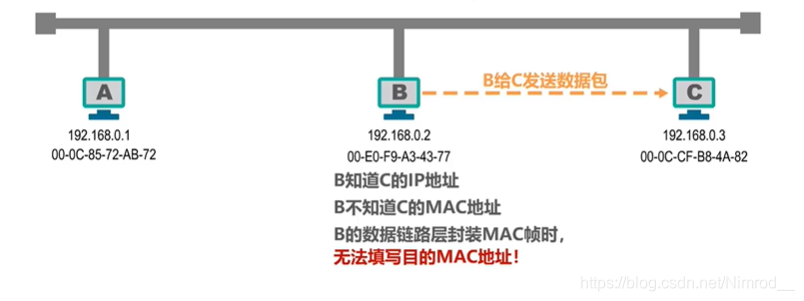 A
B
B给C发送数据包
C
192.168.0.1
192.168.0.2
192.168.0.3
00-0C-85-72-AB-72
00-E0-F9-A3-43-77
00-0C-CF-B8-4A-82
B知道C的IP地址
B不知道C的MAC地址
B的数据链路层封装MAC帧时，
无法填写目的MAC地址！
https://blog.csdn.net/Nimrod__